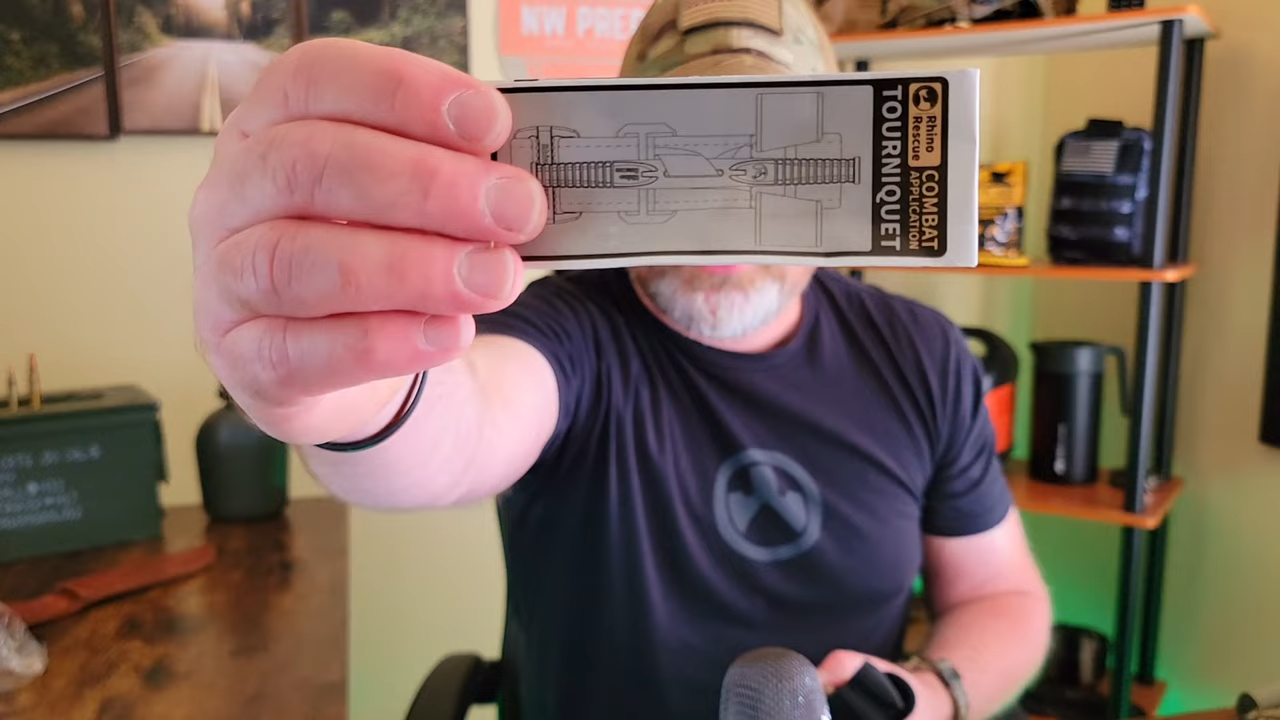 NW PREP
Rhino
Rescue
COMBAT
APPLICATION
TOURNIQUET